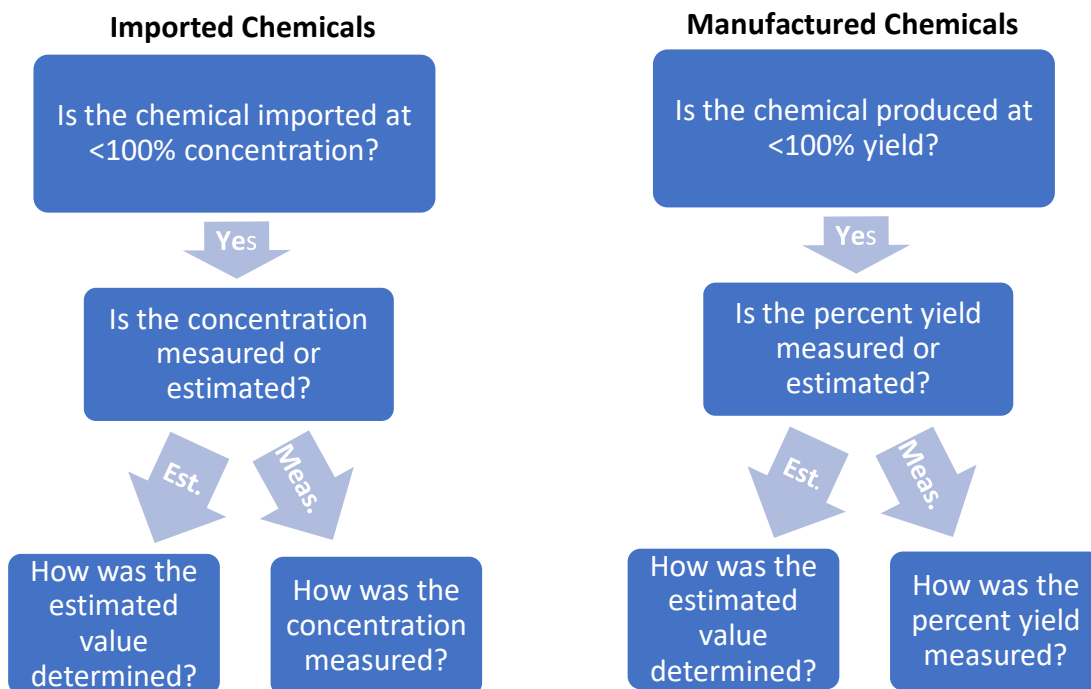 Imported Chemicals
Is the chemical imported at
<100% concentration?
Yes
Is the concentration
mesaured or
estimated?
Est.
Meas.
How was the
estimated
value
determined?
How was the
concentration
measured?
Manufactured Chemicals
Is the chemical produced at
<100% yield?
Yes
Is the percent yield
measured or
estimated?
Est.
Meas.
How was the
estimated
value
determined?
How was the
percent yield
measured?